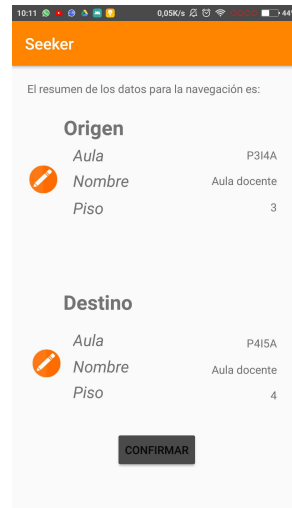 10:11 0,05K/s 44%
Seeker
El resumen de los datos para la navegación es:
Origen
Aula P3I4A
Nombre Aula docente
Piso 3
Destino
Aula P4I5A
Nombre Aula docente
Piso 4
CONFIRMAR